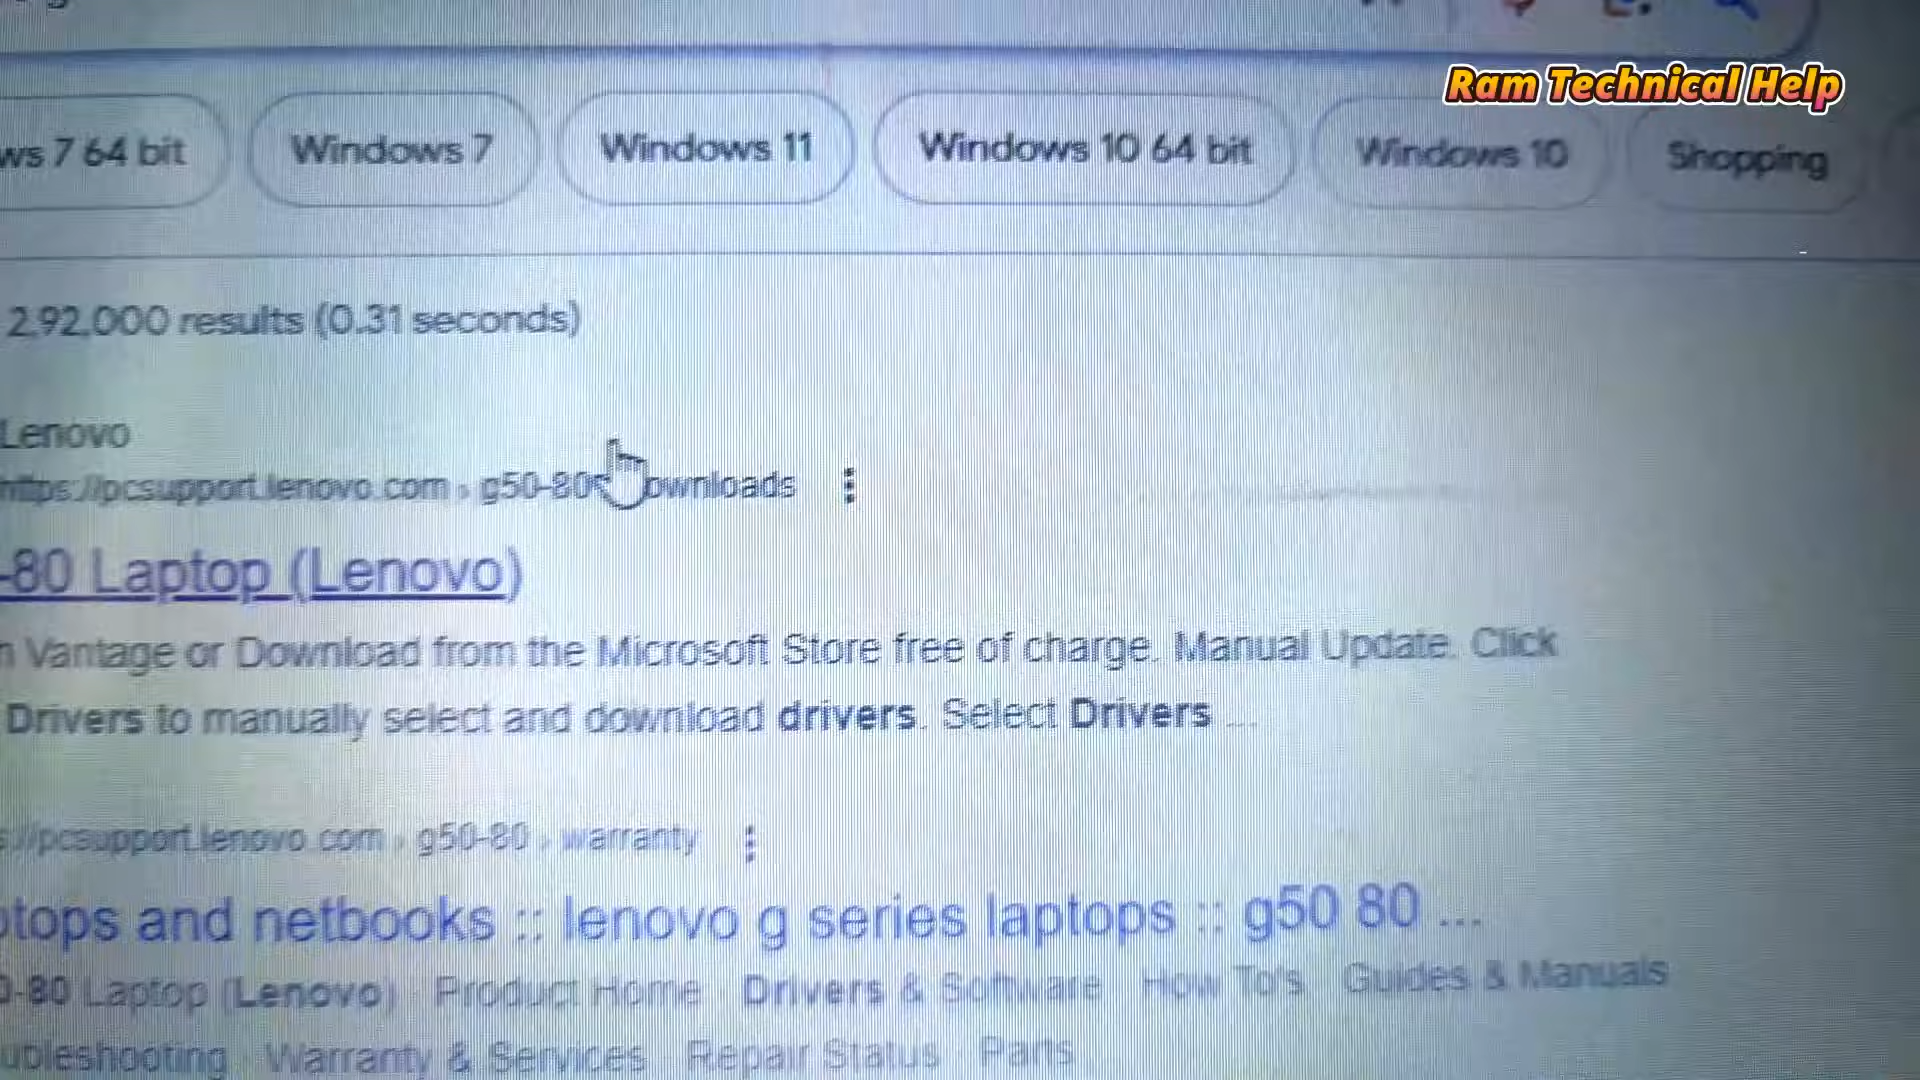 Ram Technical Help
ws 7 64 bit
Windows 7
Windows 11
Windows 10 64 bit
Windows 10
Shopping
2,92,000 results (0.31 seconds)
Lenovo
https://pcsupport.lenovo.com › g50-80 ownloads
-80 Laptop (Lenovo)
n Vantage or Download from the Microsoft Store free of charge. Manual Update. Click
Drivers to manually select and download drivers. Select Drivers ...
s://pcsupport.lenovo.com › g50-80 › warranty
otops and netbooks :: lenovo g series laptops :: g50 80 ...
0-80 Laptop (Lenovo) Product Home Drivers & Software How To's Guides & Manuals
ubleshooting Warranty & Services Repair Status Parts